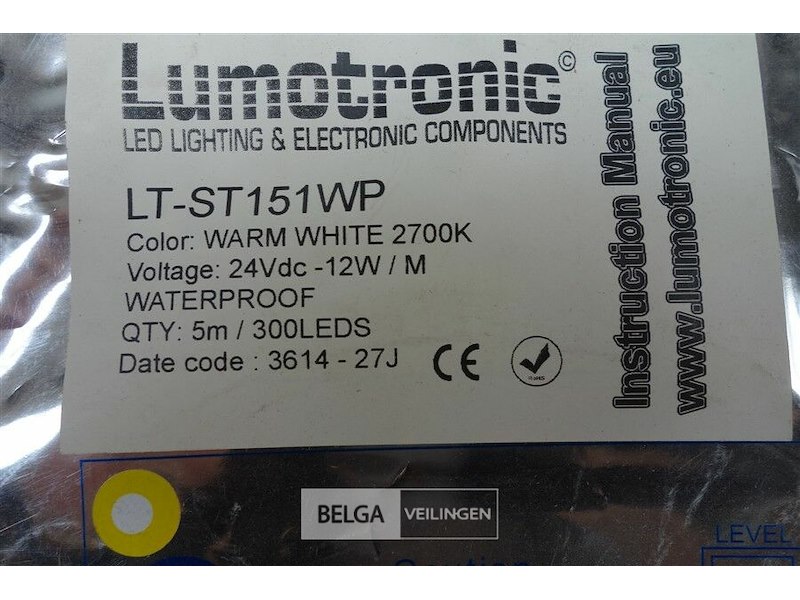 Lumotronic©
LED LIGHTING & ELECTRONIC COMPONENTS
LT-ST151WP
Color: WARM WHITE 2700K
Voltage: 24Vdc -12W / M
WATERPROOF
QTY: 5m / 300LEDS
Date code : 3614 - 27J
CE
Instruction Manual
www.lumotronic.eu
BELGA VEILINGEN
LEVEL